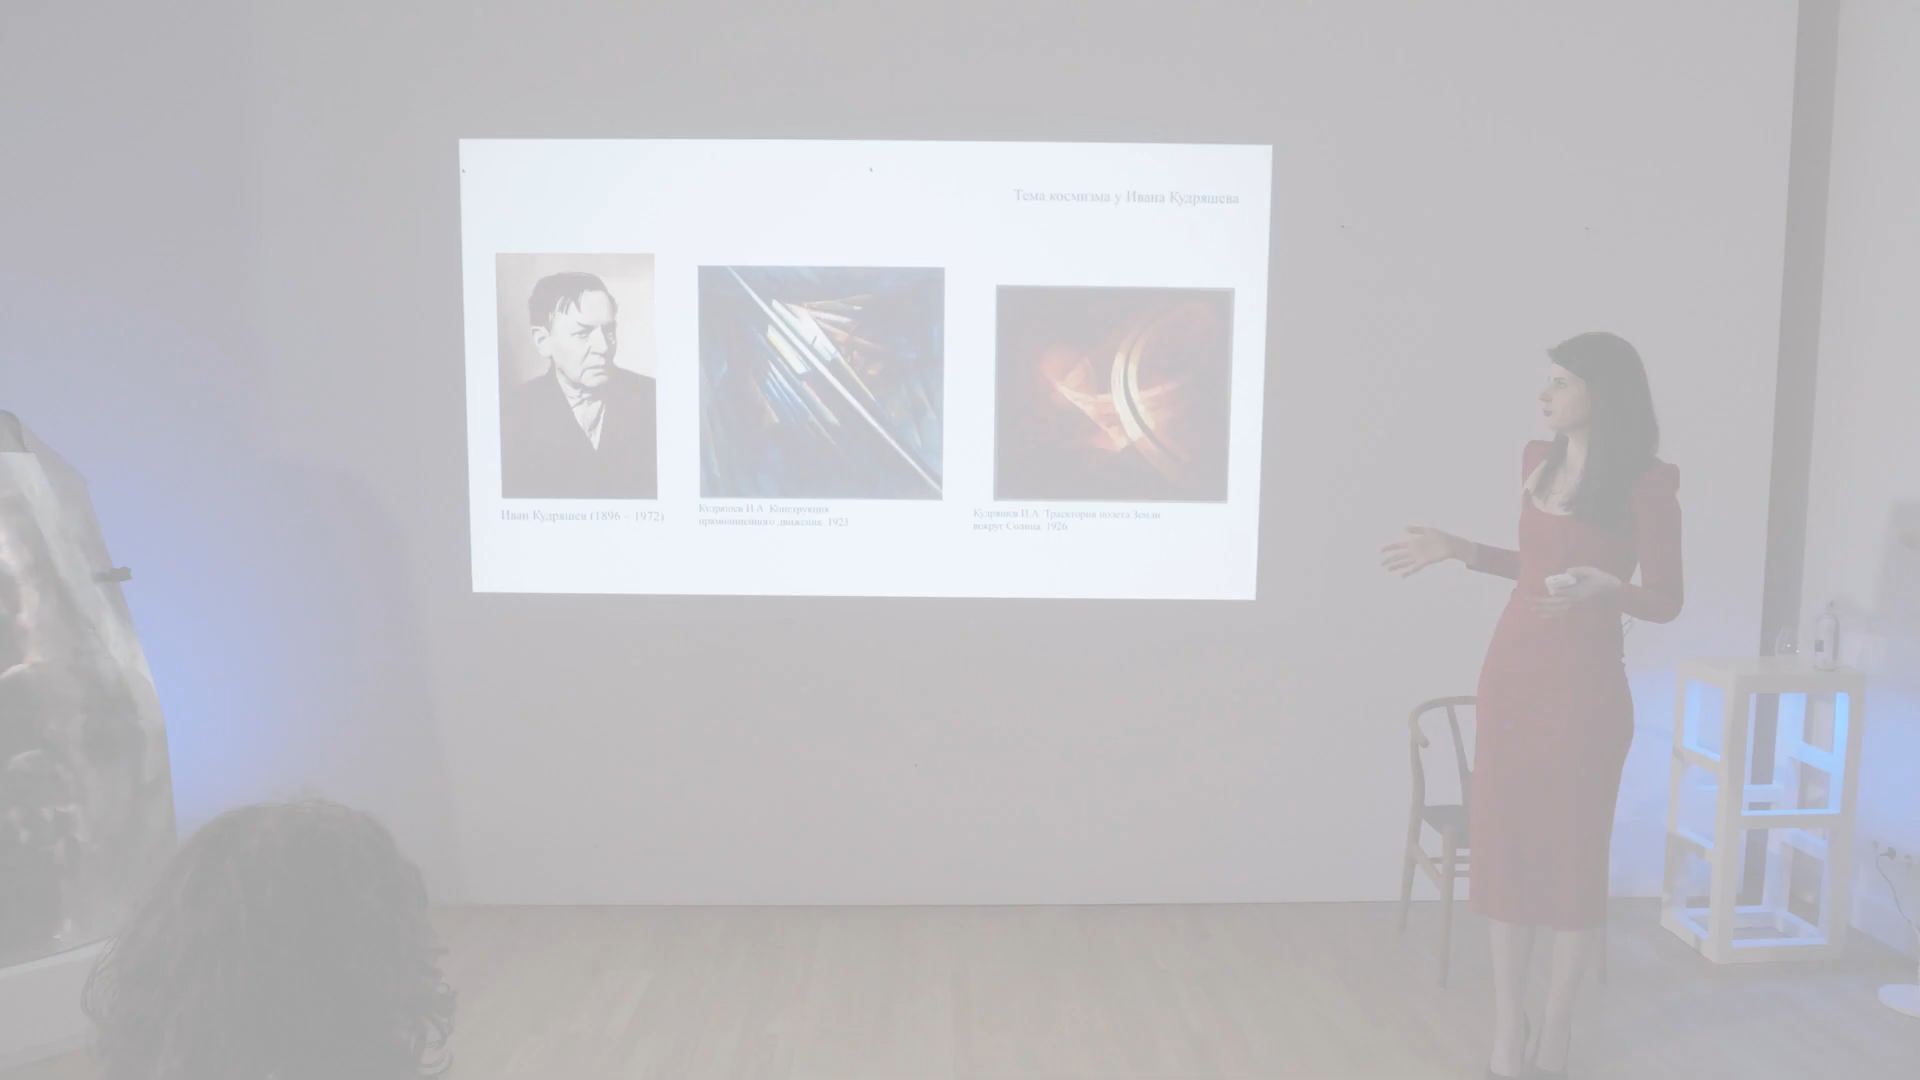 Тема космизма у Ивана Кудряшева
Иван Кудряшев (1896 – 1972)
Кудряшев И.А. Конструкция
прямолинейного движения. 1923
Кудряшев И.А. Траектория полета Земли
вокруг Солнца. 1926